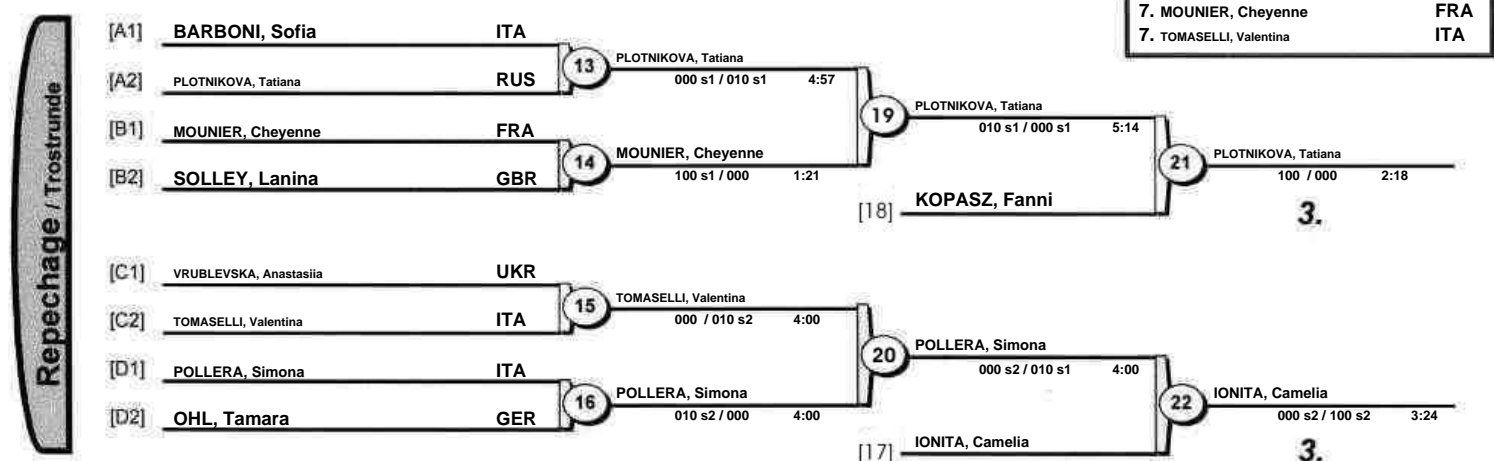 7. MOUNIER, Cheyenne FRA
7. TOMASELLI, Valentina ITA
Repechage / Trostrunde
[A1] BARBONI, Sofia ITA
[A2] PLOTNIKOVA, Tatiana RUS
13 PLOTNIKOVA, Tatiana
000 s1 / 010 s1 4:57
[B1] MOUNIER, Cheyenne FRA
[B2] SOLLEY, Lanina GBR
14 MOUNIER, Cheyenne
100 s1 / 000 1:21
19 PLOTNIKOVA, Tatiana
010 s1 / 000 s1 5:14
[18] KOPASZ, Fanni
21 PLOTNIKOVA, Tatiana
100 / 000 2:18
3.
[C1] VRUBLEVSKA, Anastasiia UKR
[C2] TOMASELLI, Valentina ITA
15 TOMASELLI, Valentina
000 / 010 s2 4:00
[D1] POLLERA, Simona ITA
[D2] OHL, Tamara GER
16 POLLERA, Simona
010 s2 / 000 4:00
20 POLLERA, Simona
000 s2 / 010 s1 4:00
[17] IONITA, Camelia
22 IONITA, Camelia
000 s2 / 100 s2 3:24
3.